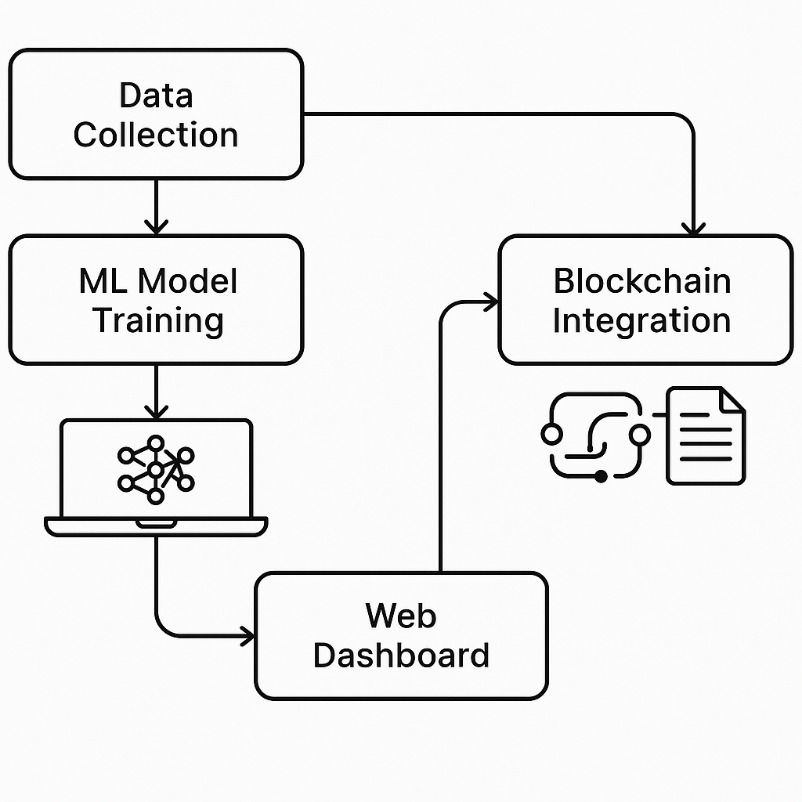 Data
Collection
ML Model
Training
Blockchain
Integration
Web
Dashboard